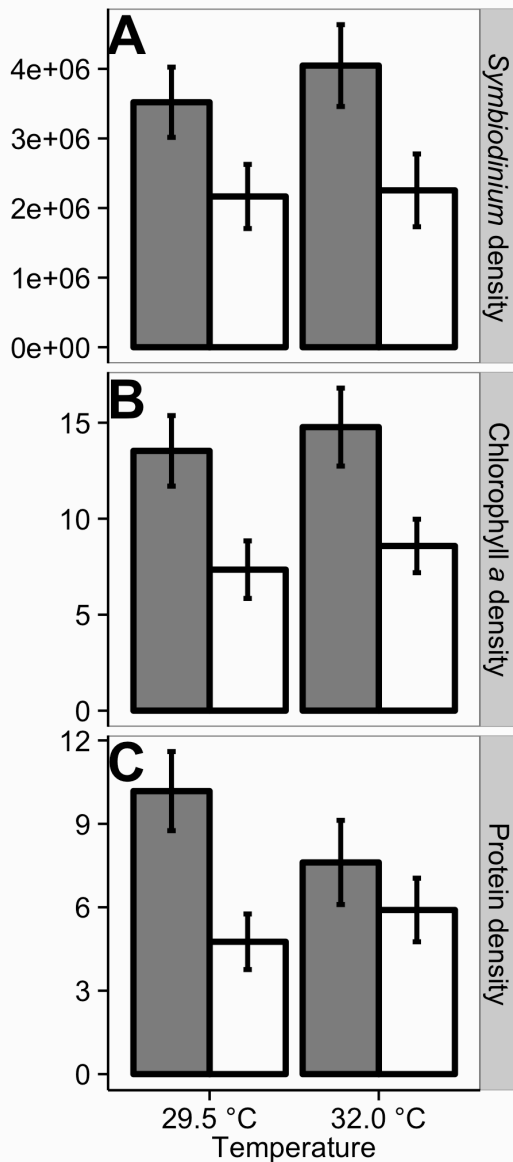 A
4e+06
3e+06
2e+06
1e+06
0e+00
Symbiodinium density
B
15
10
5
0
Chlorophyll a density
C
12
9
6
3
0
Protein density
29.5 °C
32.0 °C
Temperature